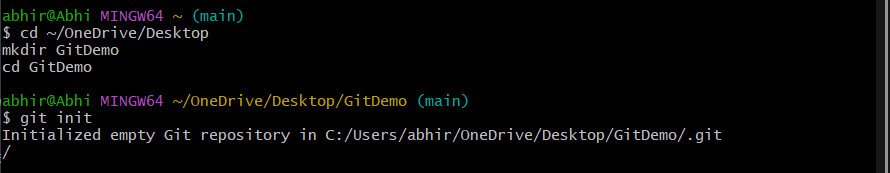 abhir@Abhi MINGW64 ~ (main)
$ cd ~/OneDrive/Desktop
mkdir GitDemo
cd GitDemo
abhir@Abhi MINGW64 ~/OneDrive/Desktop/GitDemo (main)
$ git init
Initialized empty Git repository in C:/Users/abhir/OneDrive/Desktop/GitDemo/.git
/